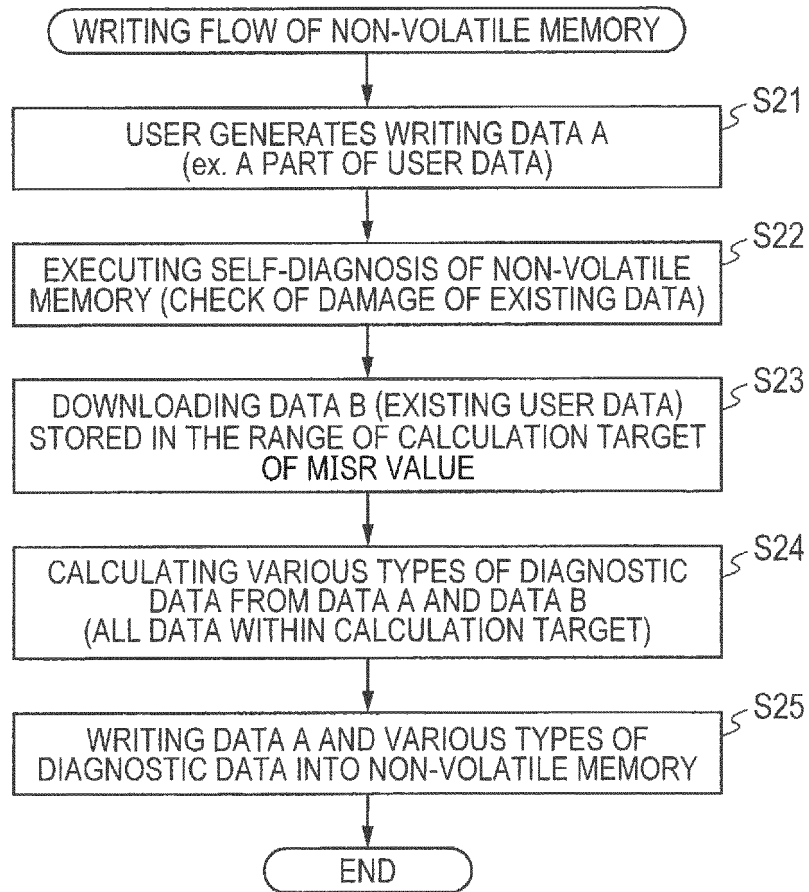 WRITING FLOW OF NON-VOLATILE MEMORY
S21
USER GENERATES WRITING DATA A
(ex. A PART OF USER DATA)
S22
EXECUTING SELF-DIAGNOSIS OF NON-VOLATILE
MEMORY (CHECK OF DAMAGE OF EXISTING DATA)
S23
DOWNLOADING DATA B (EXISTING USER DATA)
STORED IN THE RANGE OF CALCULATION TARGET
OF MISR VALUE
S24
CALCULATING VARIOUS TYPES OF DIAGNOSTIC
DATA FROM DATA A AND DATA B
(ALL DATA WITHIN CALCULATION TARGET)
S25
WRITING DATA A AND VARIOUS TYPES OF
DIAGNOSTIC DATA INTO NON-VOLATILE MEMORY
END